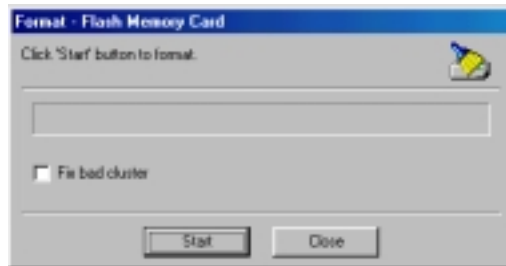 Format - Flash Memory Card
Click 'Start' button to format.
Fix bad cluster
Start
Close